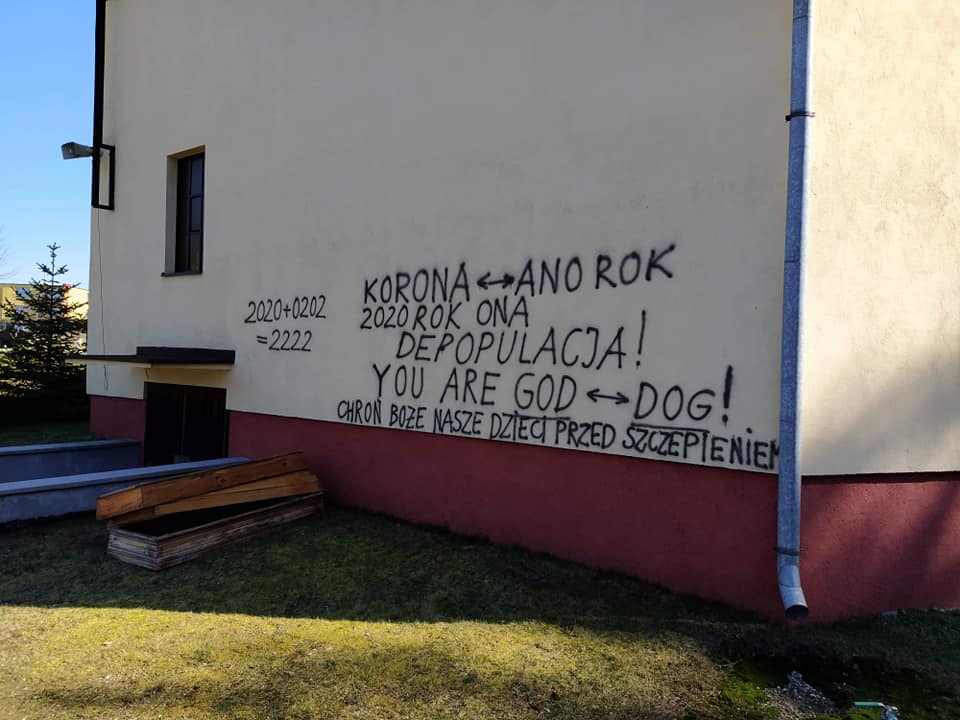 2020+0202
=2222
KORONA ↔ ANO ROK
2020 ROK ONA
DEPOPULACJA!
YOU ARE GOD ↔ DOG!
CHROŃ BOŻE NASZE DZIECI PRZED SZCZEPIENIEM